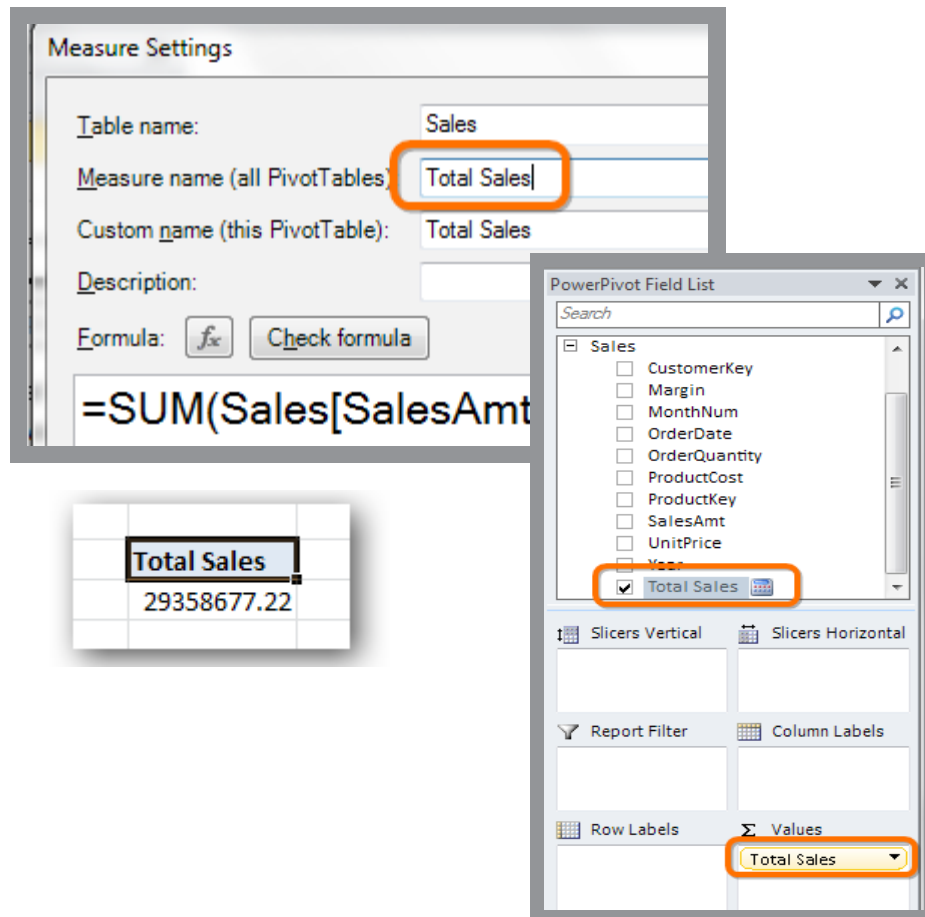 Measure Settings
Table name: Sales
Measure name (all PivotTables) Total Sales
Custom name (this PivotTable): Total Sales
Description:
Formula: fx Check formula
=SUM(Sales[SalesAmt
Total Sales
29358677.22
PowerPivot Field List
Search
Sales
CustomerKey
Margin
MonthNum
OrderDate
OrderQuantity
ProductCost
ProductKey
SalesAmt
UnitPrice
Year
Total Sales
Slicers Vertical Slicers Horizontal
Report Filter Column Labels
Row Labels Σ Values
Total Sales